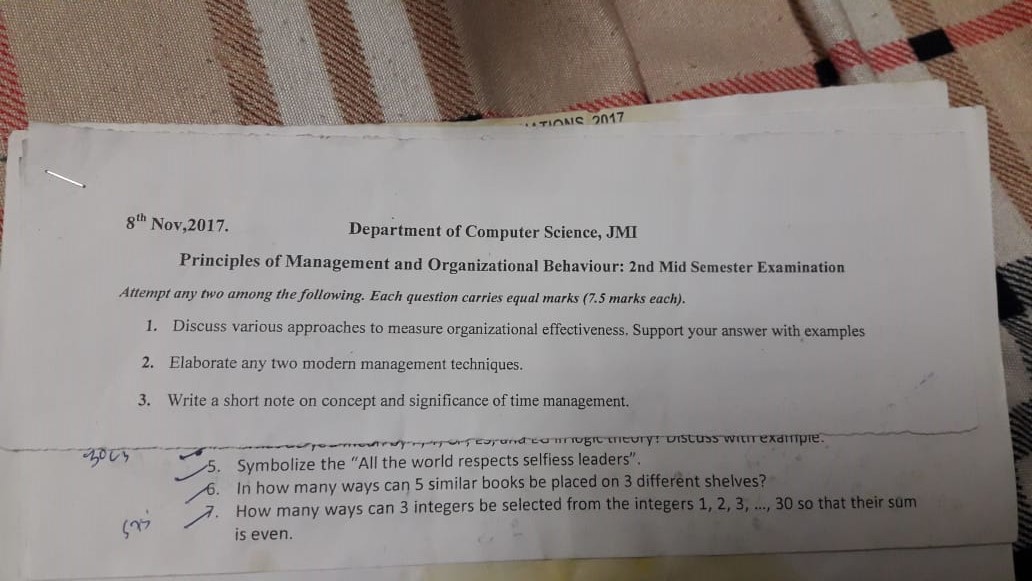 2017
8th Nov,2017.
Department of Computer Science, JMI
Principles of Management and Organizational Behaviour: 2nd Mid Semester Examination
Attempt any two among the following. Each question carries equal marks (7.5 marks each).
1. Discuss various approaches to measure organizational effectiveness. Support your answer with examples
2. Elaborate any two modern management techniques.
3. Write a short note on concept and significance of time management.
in logic theory? Discuss with example.
5. Symbolize the “All the world respects selfless leaders”.
6. In how many ways can 5 similar books be placed on 3 different shelves?
7. How many ways can 3 integers be selected from the integers 1, 2, 3, ..., 30 so that their sum
is even.